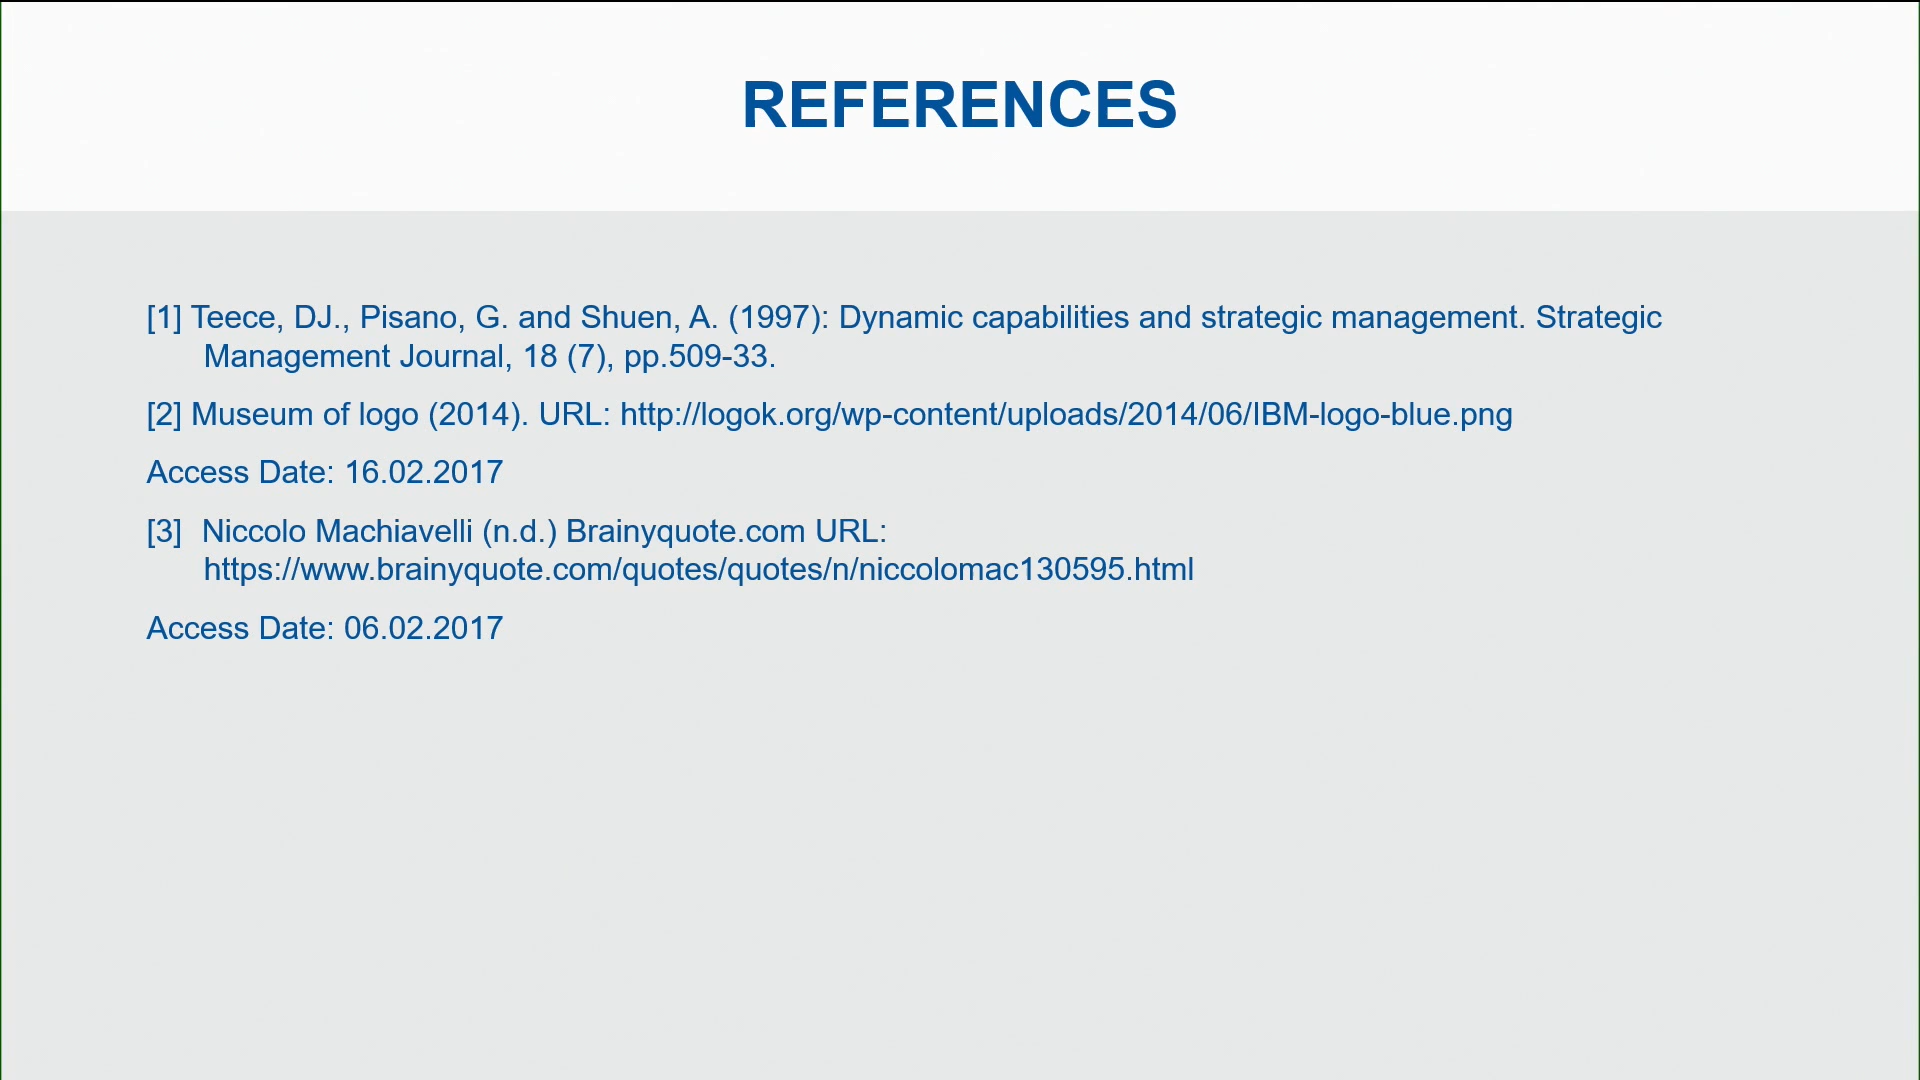 REFERENCES
[1] Teece, DJ., Pisano, G. and Shuen, A. (1997): Dynamic capabilities and strategic management. Strategic
Management Journal, 18 (7), pp.509-33.
[2] Museum of logo (2014). URL: http://logok.org/wp-content/uploads/2014/06/IBM-logo-blue.png
Access Date: 16.02.2017
[3] Niccolo Machiavelli (n.d.) Brainyquote.com URL:
https://www.brainyquote.com/quotes/quotes/n/niccolomac130595.html
Access Date: 06.02.2017